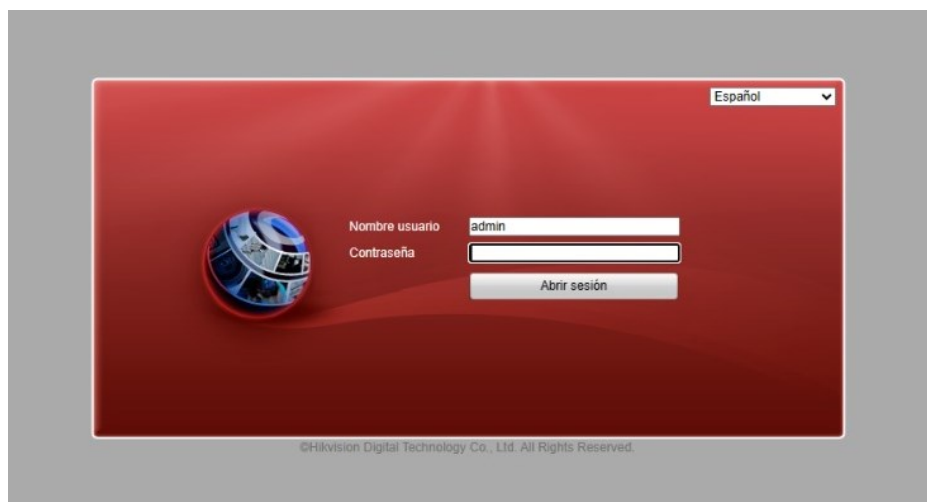 Español
Nombre usuario admin
Contraseña
Abrir sesión
©Hikvision Digital Technology Co., Ltd. All Rights Reserved.